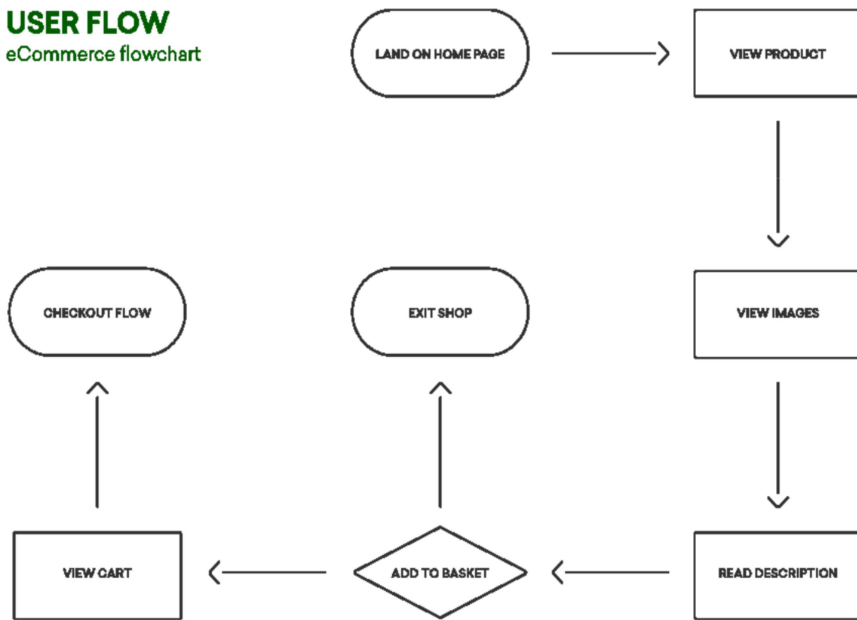 USER FLOW
eCommerce flowchart
LAND ON HOME PAGE
VIEW PRODUCT
CHECKOUT FLOW
EXIT SHOP
VIEW IMAGES
VIEW CART
ADD TO BASKET
READ DESCRIPTION